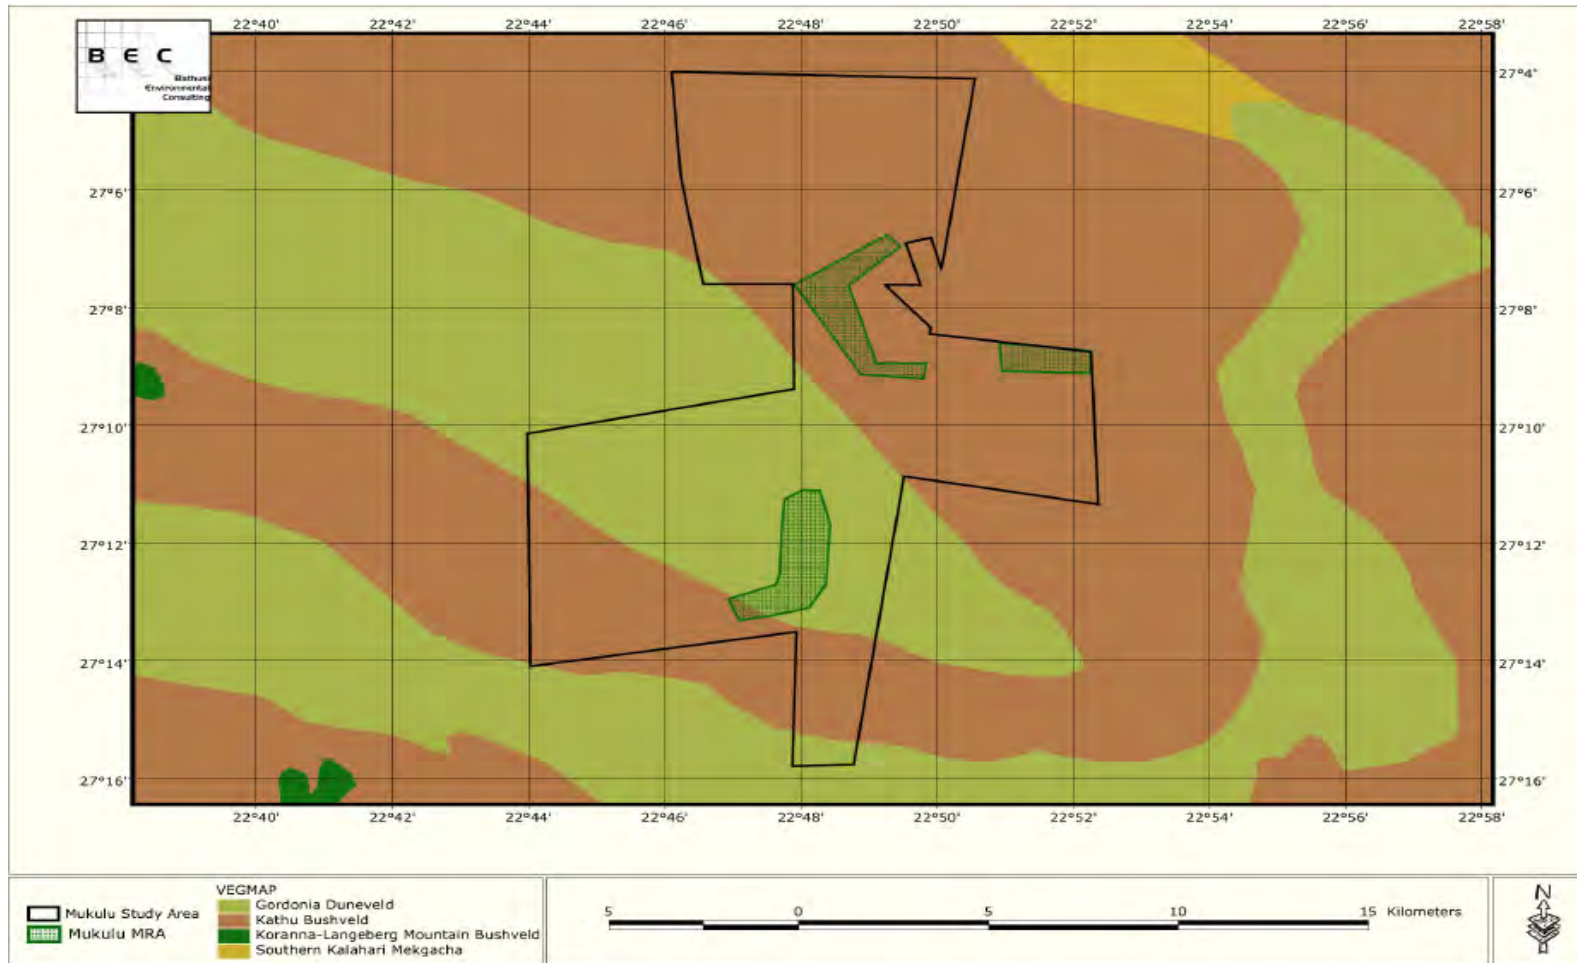 22°40' 22°42' 22°44' 22°46' 22°48' 22°50' 22°52' 22°54' 22°56' 22°58'
B E C
Bathusi
Environmental
Consulting
27°4'
27°6' 27°6'
27°8' 27°8'
27°10' 27°10'
27°12' 27°12'
27°14' 27°14'
27°16' 27°16'
22°40' 22°42' 22°44' 22°46' 22°48' 22°50' 22°52' 22°54' 22°56' 22°58'
Mukulu Study Area
Mukulu MRA
VEGMAP
Gordonia Duneveld
Kathu Bushveld
Koranna-Langeberg Mountain Bushveld
Southern Kalahari Mekgacha
5 0 5 10 15 Kilometers
N